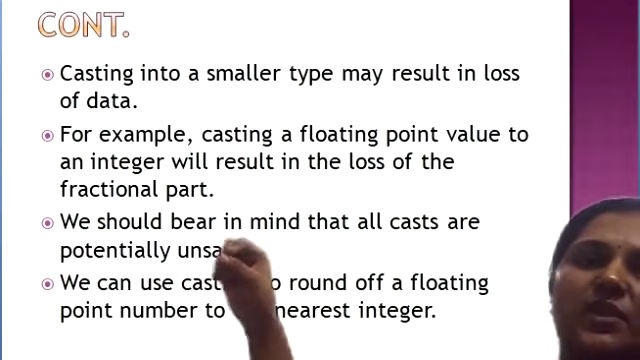 CONT.
Casting into a smaller type may result in loss
of data.
For example, casting a floating point value to
an integer will result in the loss of the
fractional part.
We should bear in mind that all casts are
potentially
We can use round off a floating
point number to nearest integer.